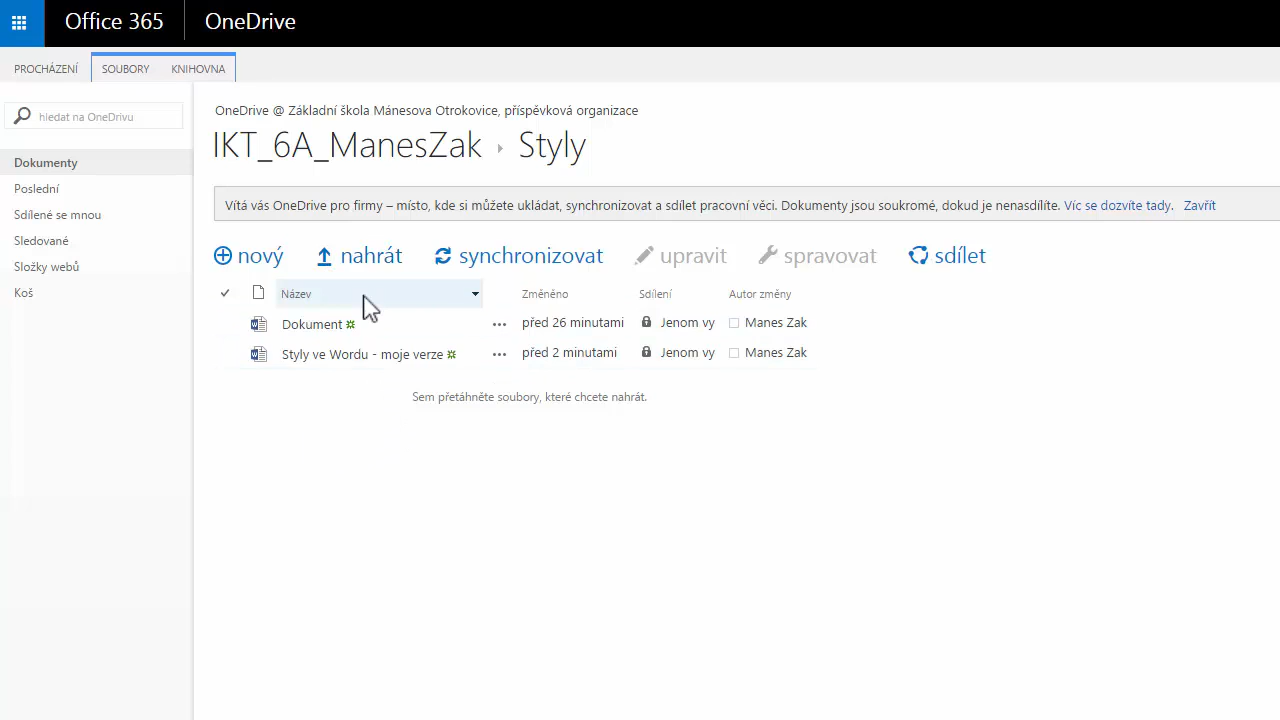 Office 365 OneDrive
PROCHÁZENÍ SOUBORY KNIHOVNA
hledat na OneDrivu
Dokumenty
Poslední
Sdílené se mnou
Sledované
Složky webů
Koš
OneDrive @ Základní škola Mánesova Otrokovice, příspěvková organizace
IKT_6A_ManesZak Styly
Vítá vás OneDrive pro firmy – místo, kde si můžete ukládat, synchronizovat a sdílet pracovní věci. Dokumenty jsou soukromé, dokud je nenasdílíte. Víc se dozvíte tady. Zavřít
nový nahrát synchronizovat upravit spravovat sdílet
Název Změněno Sdílení Autor změny
Dokument ... před 26 minutami Jenom vy Manes Zak
Styly ve Wordu - moje verze ... před 2 minutami Jenom vy Manes Zak
Sem přetáhněte soubory, které chcete nahrát.